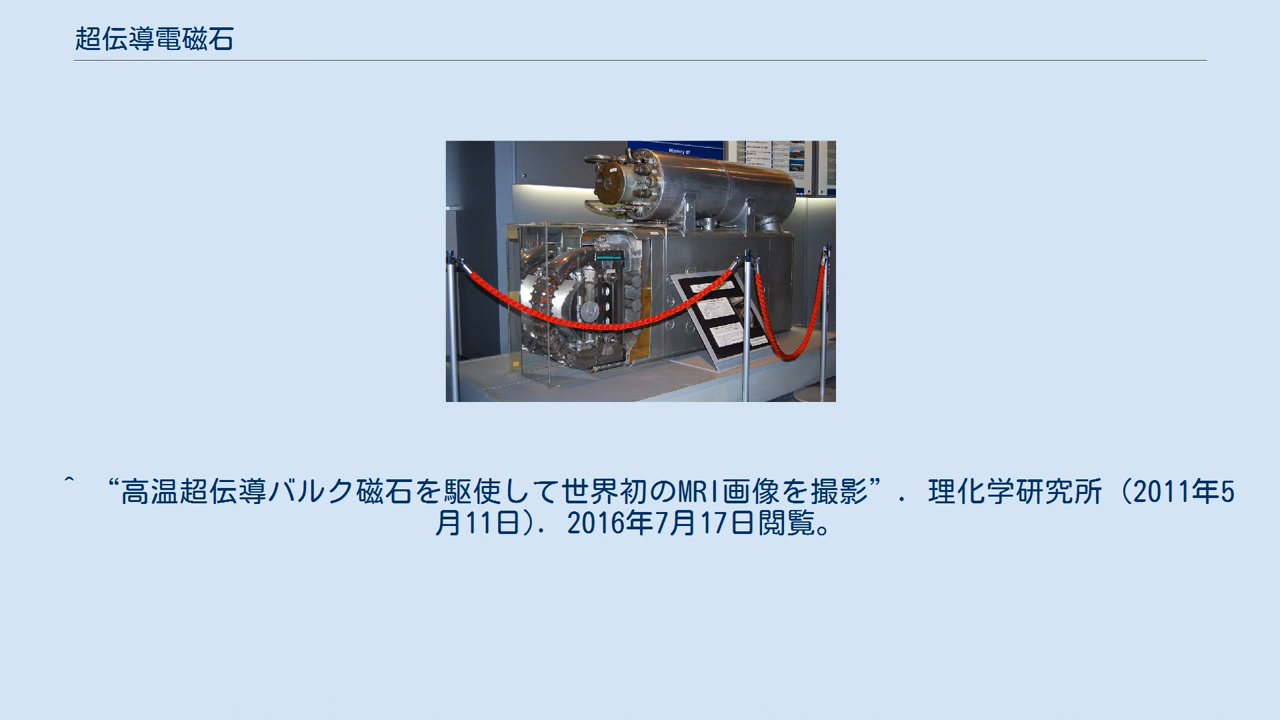 超伝導電磁石
History of
^ “高温超伝導バルク磁石を駆使して世界初のMRI画像を撮影”. 理化学研究所 (2011年5
月11日). 2016年7月17日閲覧。